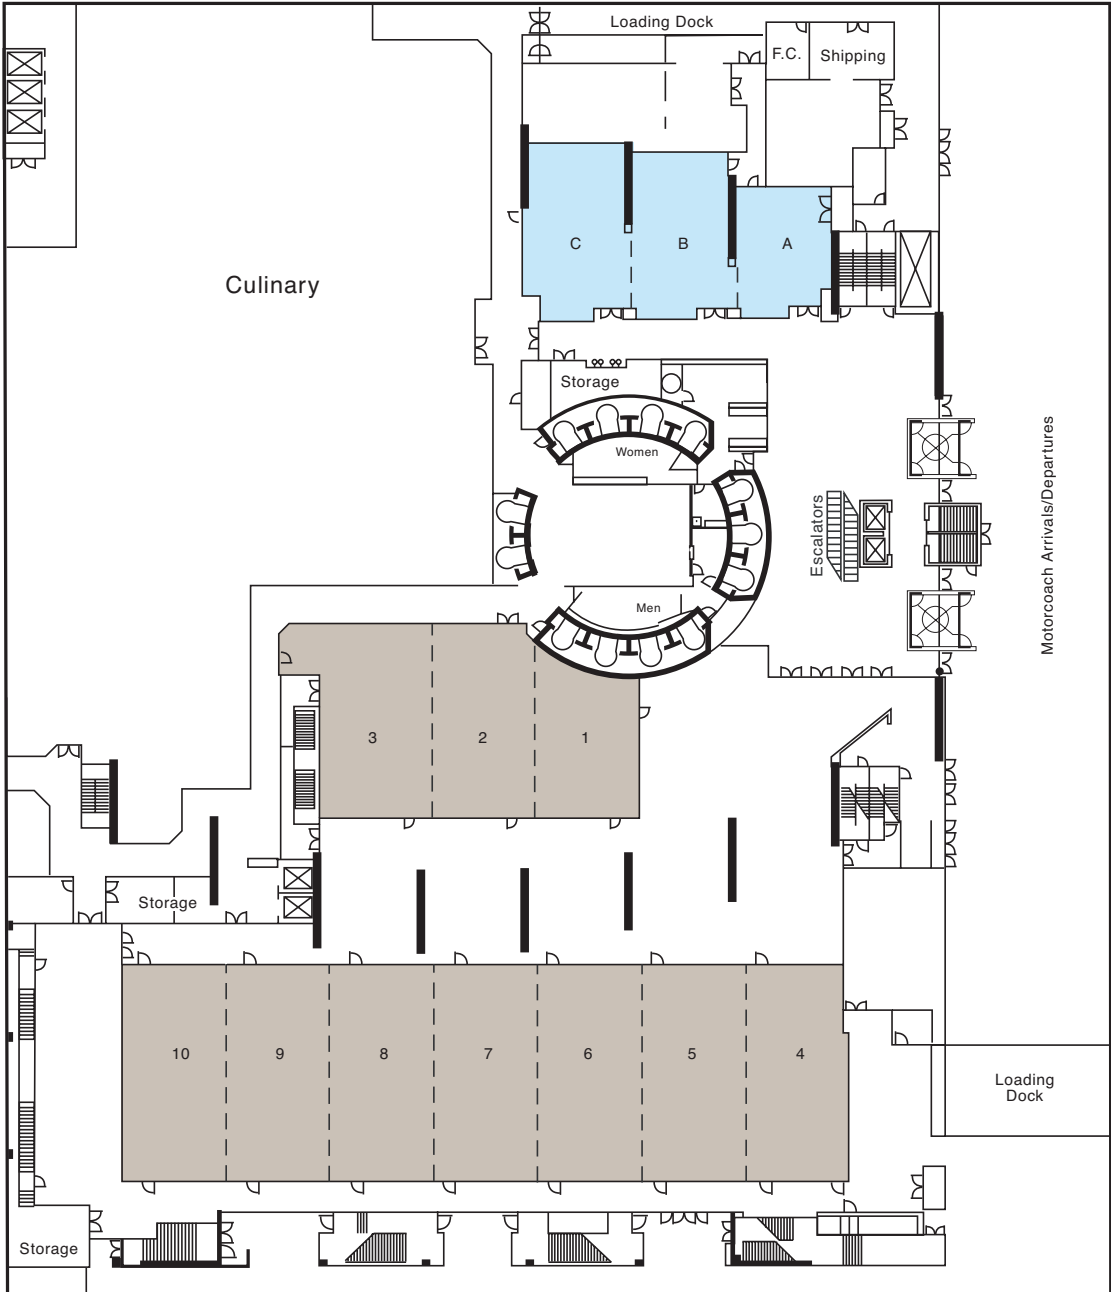 Loading Dock
F.C.
Shipping
C
B
A
Culinary
Storage
Women
Escalators
Motorcoach Arrivals/Departures
Men
3
2
1
Storage
10
9
8
7
6
5
4
Loading
Dock
Storage